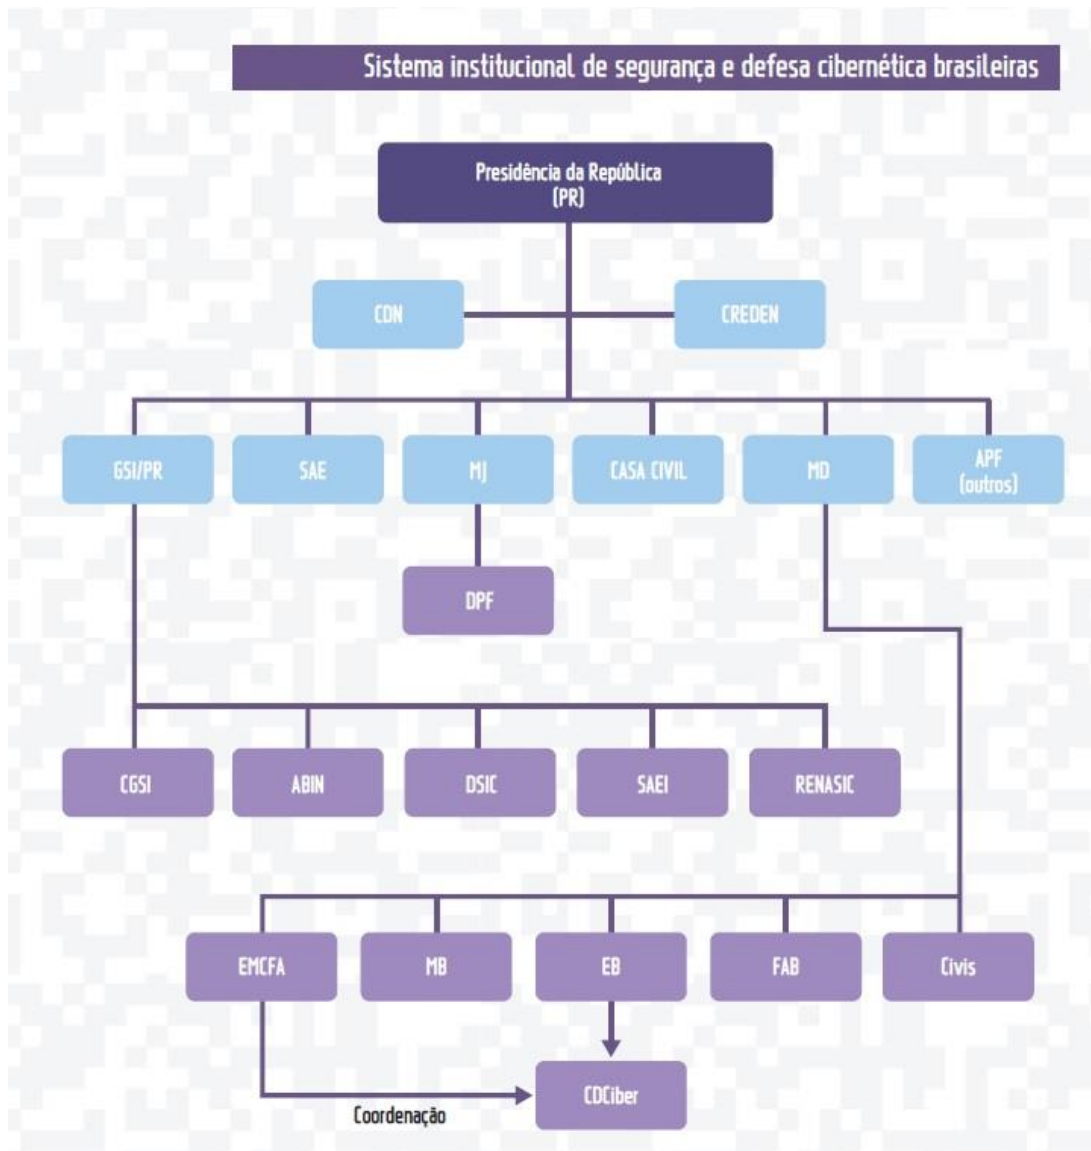 Sistema institucional de segurança e defesa cibernética brasileiras
Presidência da República
(PR)
CDN
CREDEN
GSI/PR
SAE
MJ
CASA CIVIL
MD
APF
(outros)
DPF
CGSI
ABIN
DSIC
SAEI
RENASIC
EMCFA
MB
EB
FAB
Civis
CDCiber
Coordenação